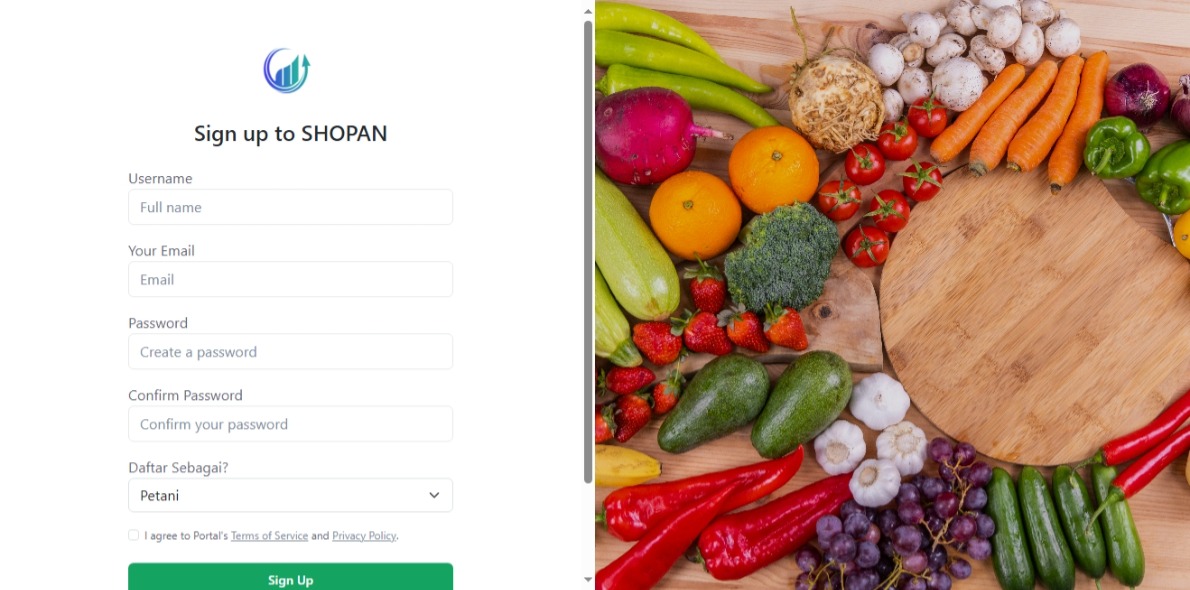 Sign up to SHOPAN
Username
Full name
Your Email
Email
Password
Create a password
Confirm Password
Confirm your password
Daftar Sebagai?
Petani
I agree to Portal's Terms of Service and Privacy Policy.
Sign Up